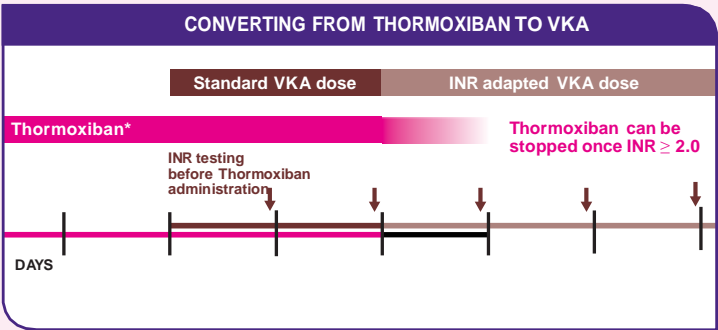 CONVERTING FROM THORMOXIBAN TO VKA
Standard VKA dose
INR adapted VKA dose
Thormoxiban*
Thormoxiban can be
stopped once INR ≥ 2.0
INR testing
before Thormoxiban
administration
DAYS